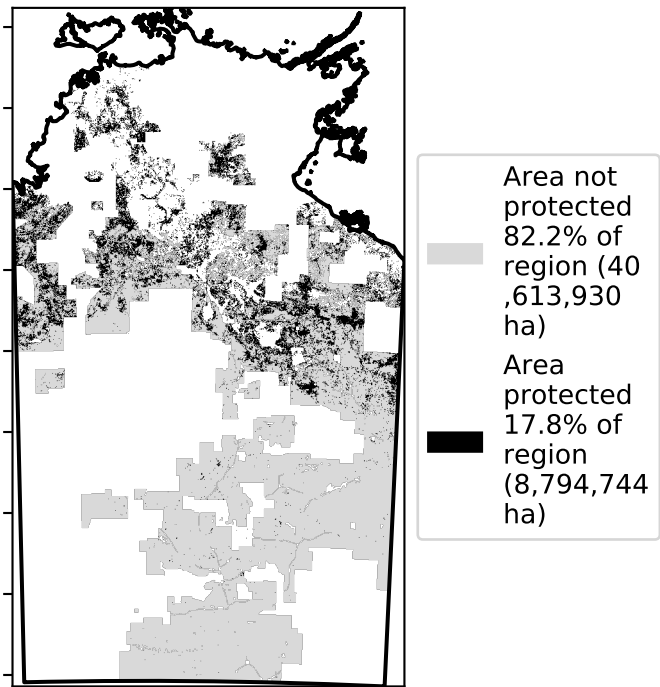 Area not
protected
82.2% of
region (40
,613,930
ha)
Area
protected
17.8% of
region
(8,794,744
ha)